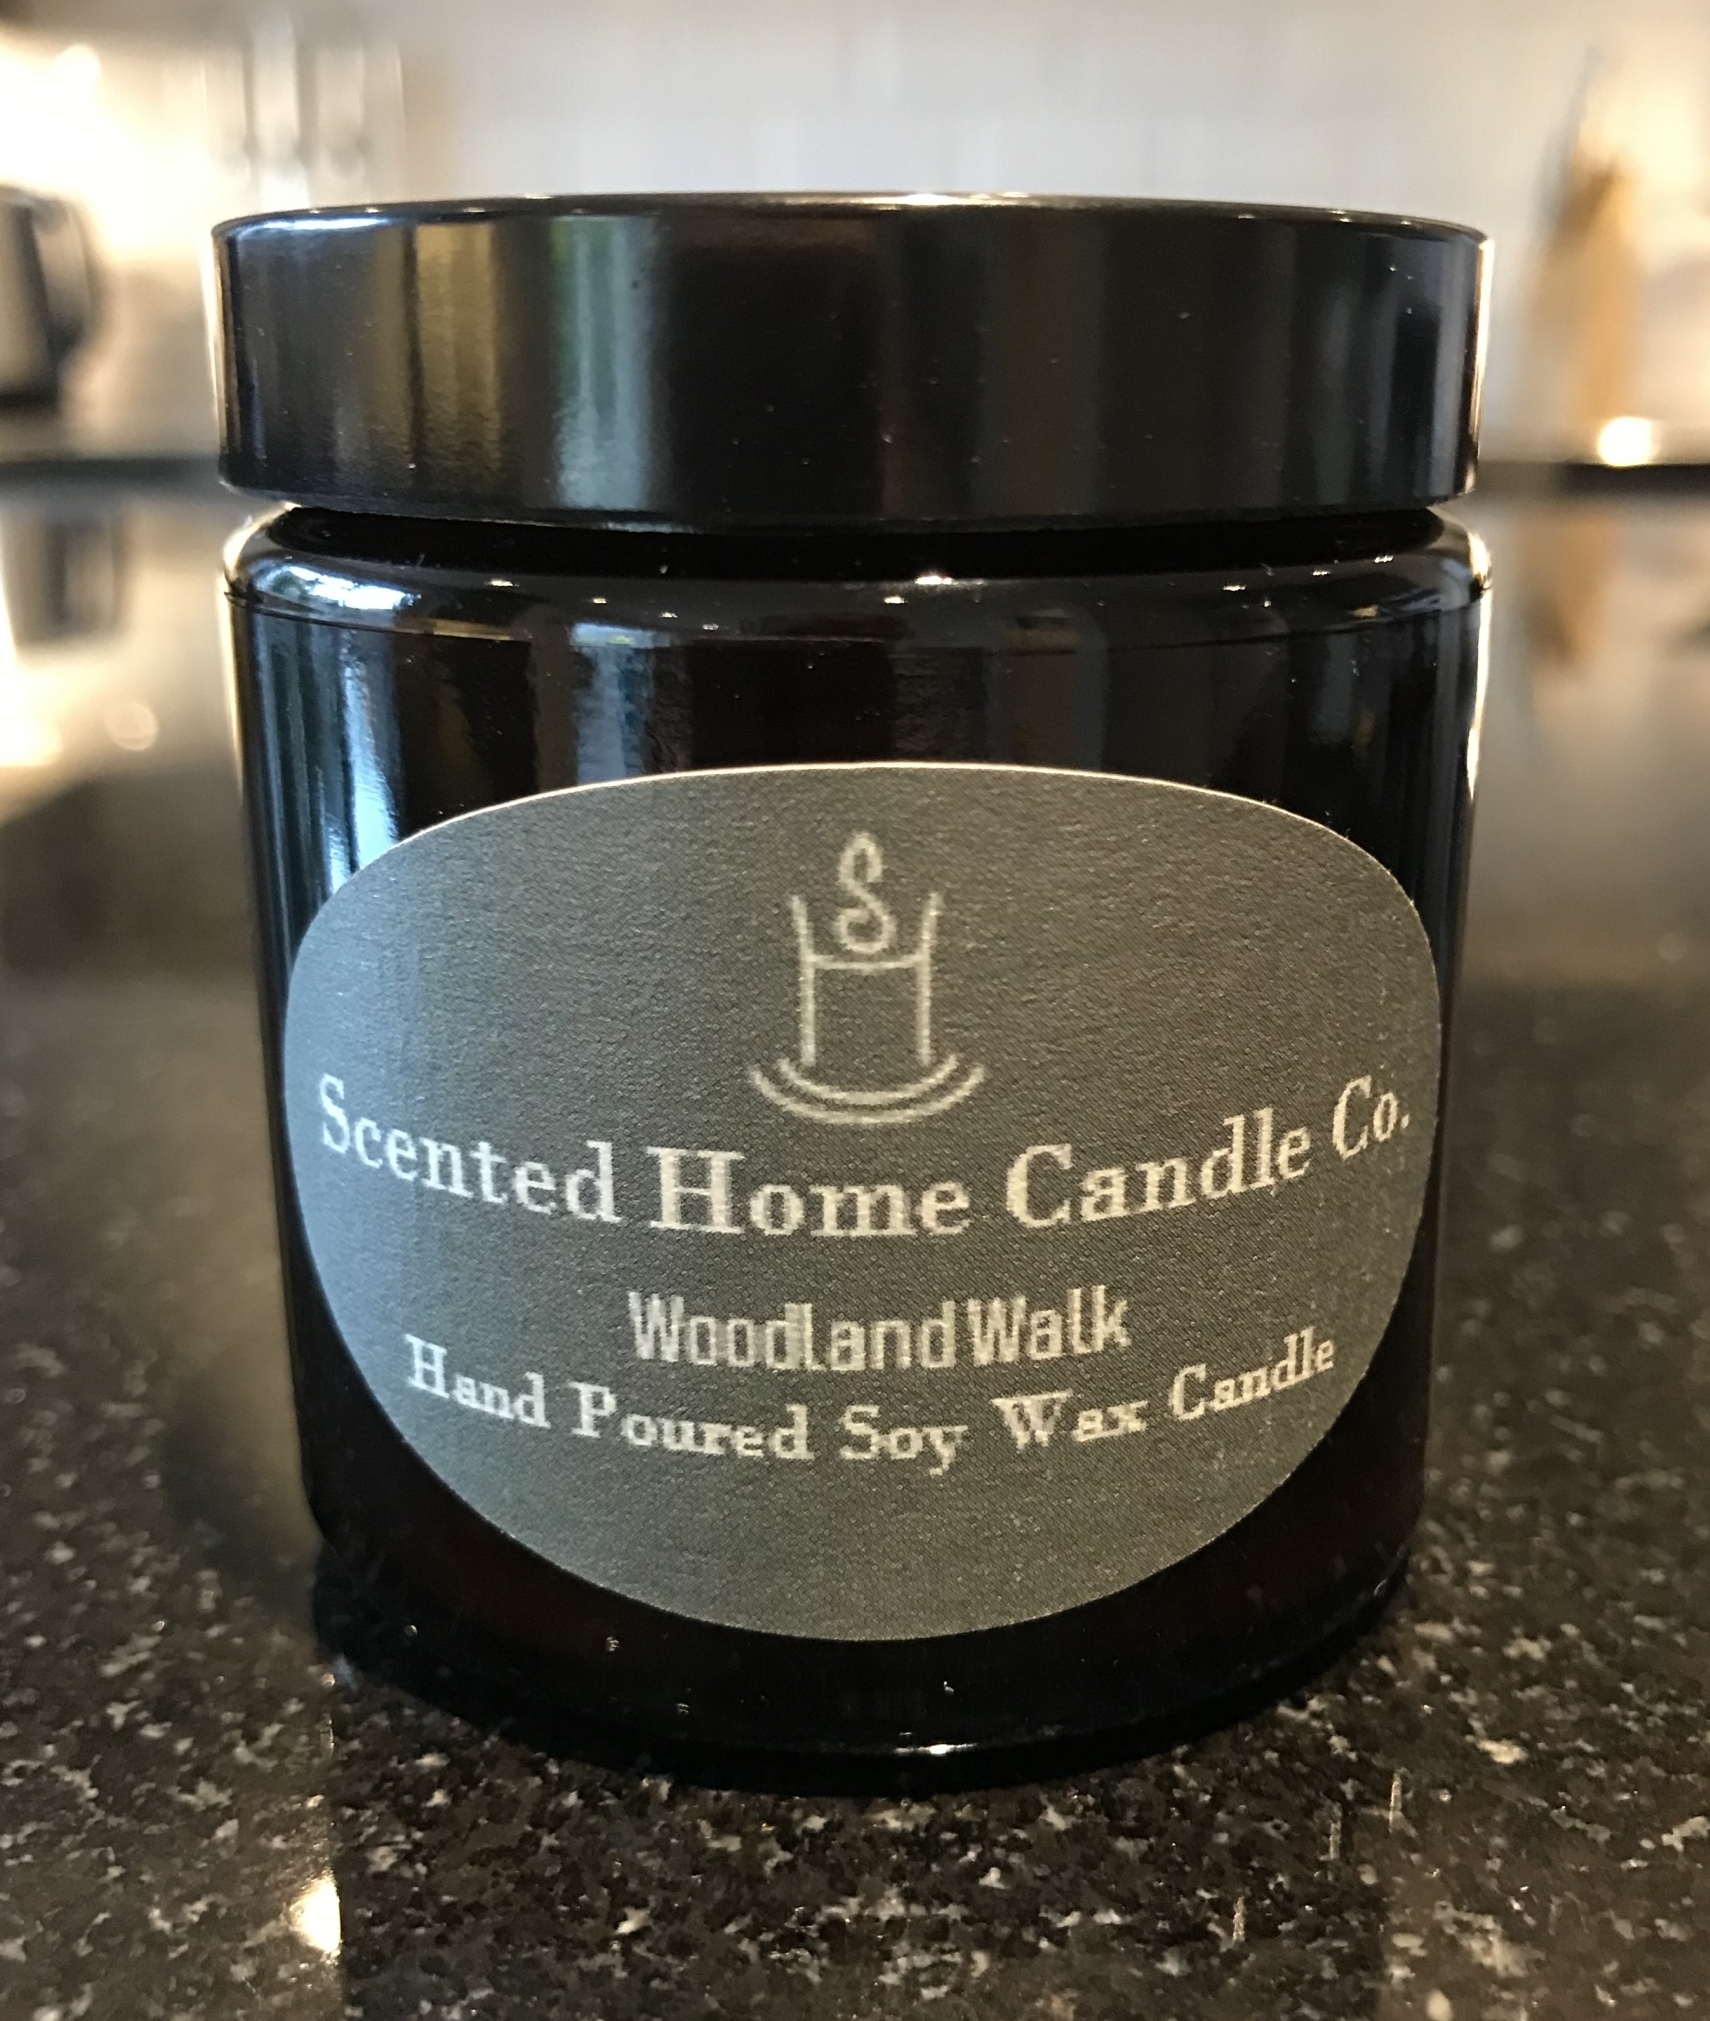 Scented Home Candle Co.
Woodland Walk
Hand Poured Soy Wax Candle